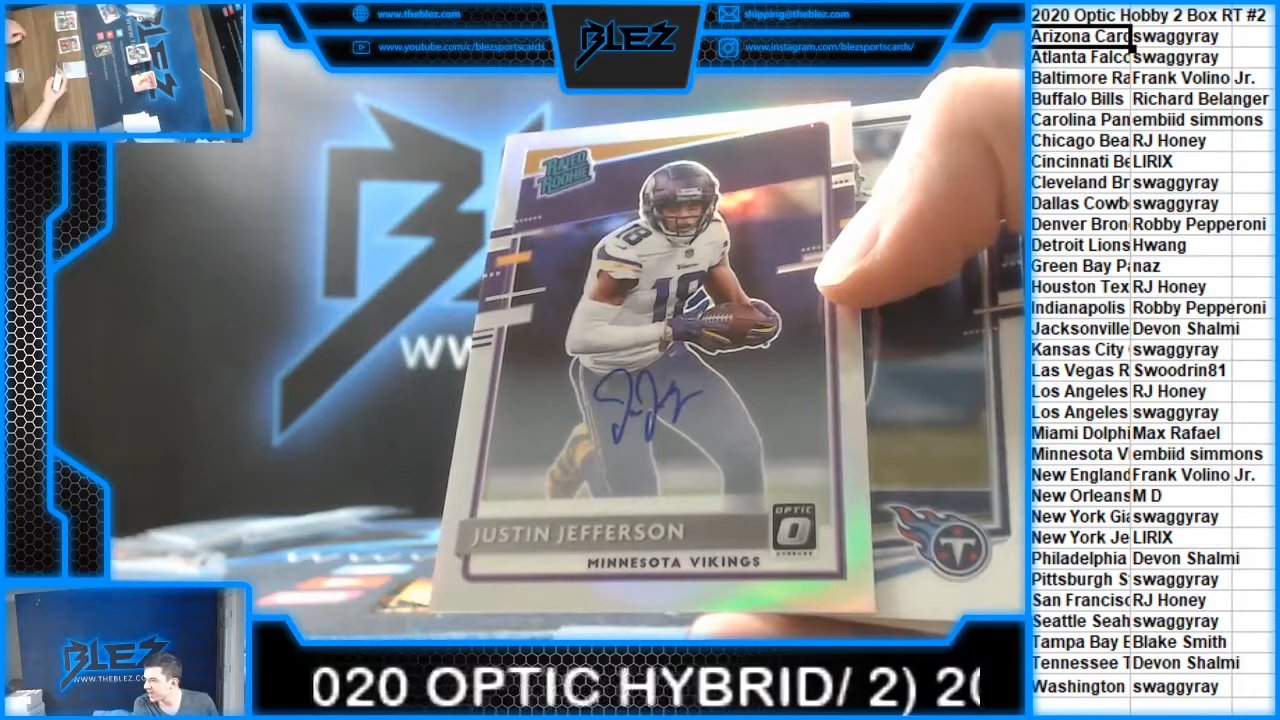 www.theblez.com
shipping@theblez.com
www.youtube.com/c/blezsportscards
www.instagram.com/blezsportscards/
BLEZ
RATED ROOKIE
18
18
JUSTIN JEFFERSON
OPTIC
MINNESOTA VIKINGS
T
BLEZ
WWW.THEBLEZ.CO
020 OPTIC HYBRID/ 2) 20
2020 Optic Hobby 2 Box RT #2
Arizona Card swaggyray
Atlanta Falco swaggyray
Baltimore Ra Frank Volino Jr.
Buffalo Bills Richard Belanger
Carolina Pan embiid simmons
Chicago Bea RJ Honey
Cincinnati Be LIRIX
Cleveland Br swaggyray
Dallas Cowb swaggyray
Denver Bron Robby Pepperoni
Detroit Lions Hwang
Green Bay Pa naz
Houston Tex RJ Honey
Indianapolis Robby Pepperoni
Jacksonville Devon Shalmi
Kansas City swaggyray
Las Vegas R Swoodrin81
Los Angeles RJ Honey
Los Angeles swaggyray
Miami Dolphi Max Rafael
Minnesota Vi embiid simmons
New England Frank Volino Jr.
New Orleans M D
New York Gia swaggyray
New York Je LIRIX
Philadelphia Devon Shalmi
Pittsburgh S swaggyray
San Francisc RJ Honey
Seattle Seah swaggyray
Tampa Bay B Blake Smith
Tennessee T Devon Shalmi
Washington swaggyray